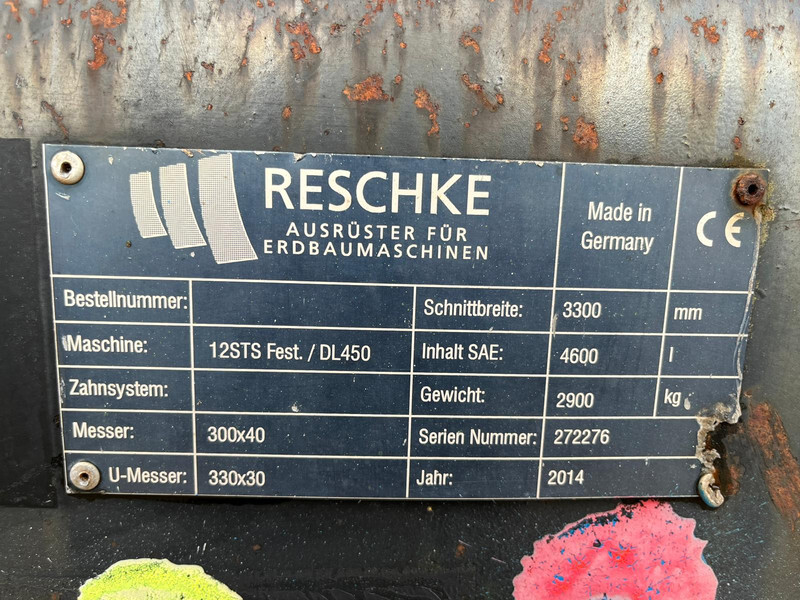 RESCHKE
AUSRÜSTER FÜR
ERDBAUMASCHINEN
Made in
Germany
CE
Bestellnummer:
Schnittbreite: 3300 mm
Maschine: 12STS Fest. / DL450
Inhalt SAE: 4600 l
Zahnsystem:
Gewicht: 2900 kg
Messer: 300x40
Serien Nummer: 272276
U-Messer: 330x30
Jahr: 2014